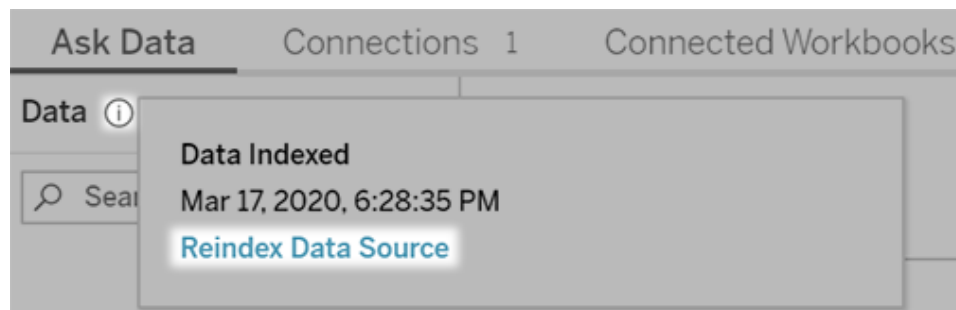 Ask Data Connections 1 Connected Workbooks
Data
Data Indexed
Sear
Mar 17, 2020, 6:28:35 PM
Reindex Data Source